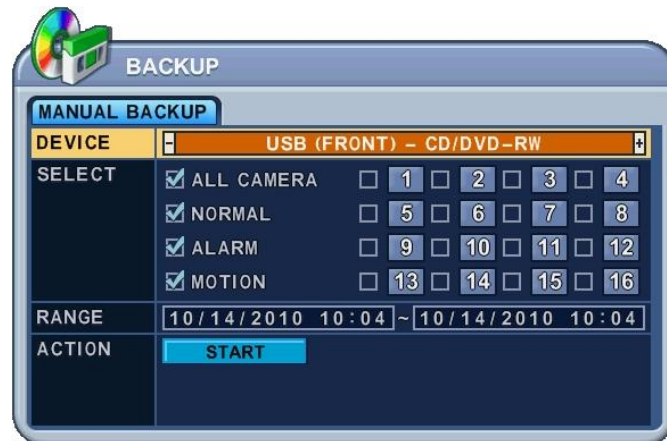 BACKUP
MANUAL BACKUP
DEVICE - USB (FRONT) – CD/DVD–RW +
SELECT ALL CAMERA 1 2 3 4
NORMAL 5 6 7 8
ALARM 9 10 11 12
MOTION 13 14 15 16
RANGE 10/14/2010 10:04 ~ 10/14/2010 10:04
ACTION START